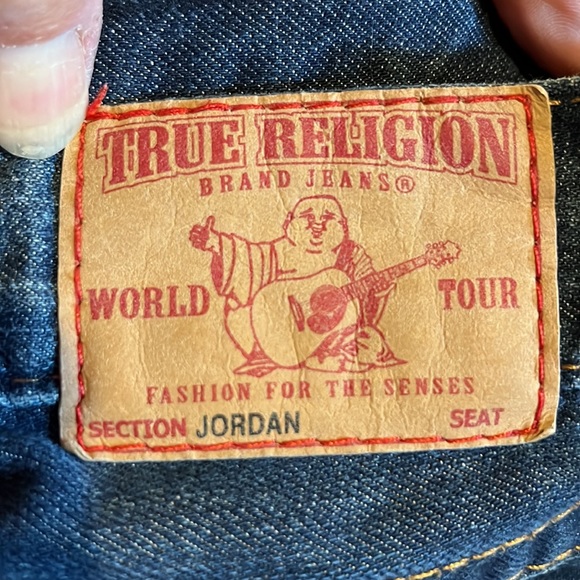 TRUE RELIGION
BRAND JEANS®
WORLD TOUR
FASHION FOR THE SENSES
SECTION JORDAN SEAT